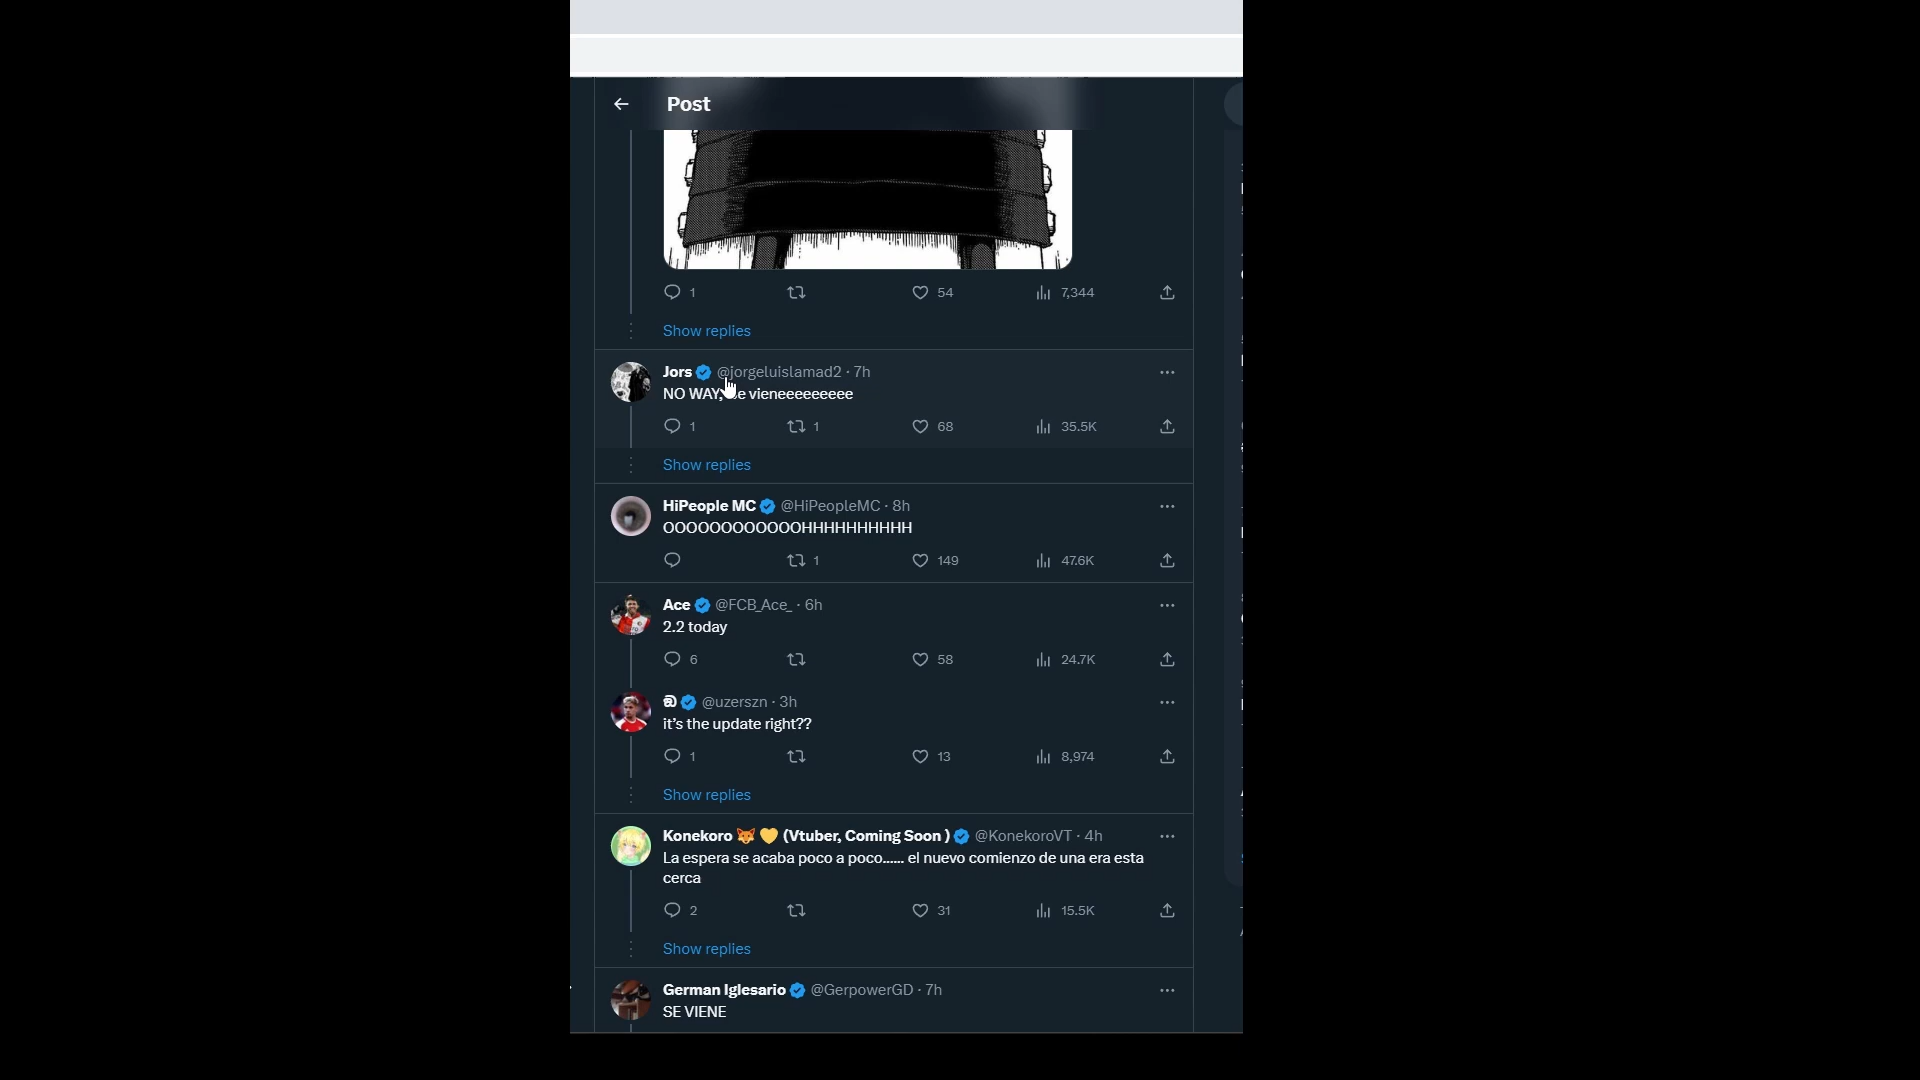 Post
1 54 7,344
Show replies
Jors @jorgeluislamad2 · 7h
NO WAY, vieneeeeeeeee
1 1 68 35.5K
Show replies
HiPeople MC @HiPeopleMC · 8h
OOOOOOOOOOOOHHHHHHHHHH
1 149 47.6K
Ace @FCB_Ace_ · 6h
2.2 today
6 58 24.7K
@uzerszn · 3h
it's the update right??
1 13 8,974
Show replies
Konekoro 🦊 💛 (Vtuber, Coming Soon ) @KonekoroVT · 4h
La espera se acaba poco a poco...... el nuevo comienzo de una era esta
cerca
2 31 15.5K
Show replies
German Iglesario @GerpowerGD · 7h
SE VIENE